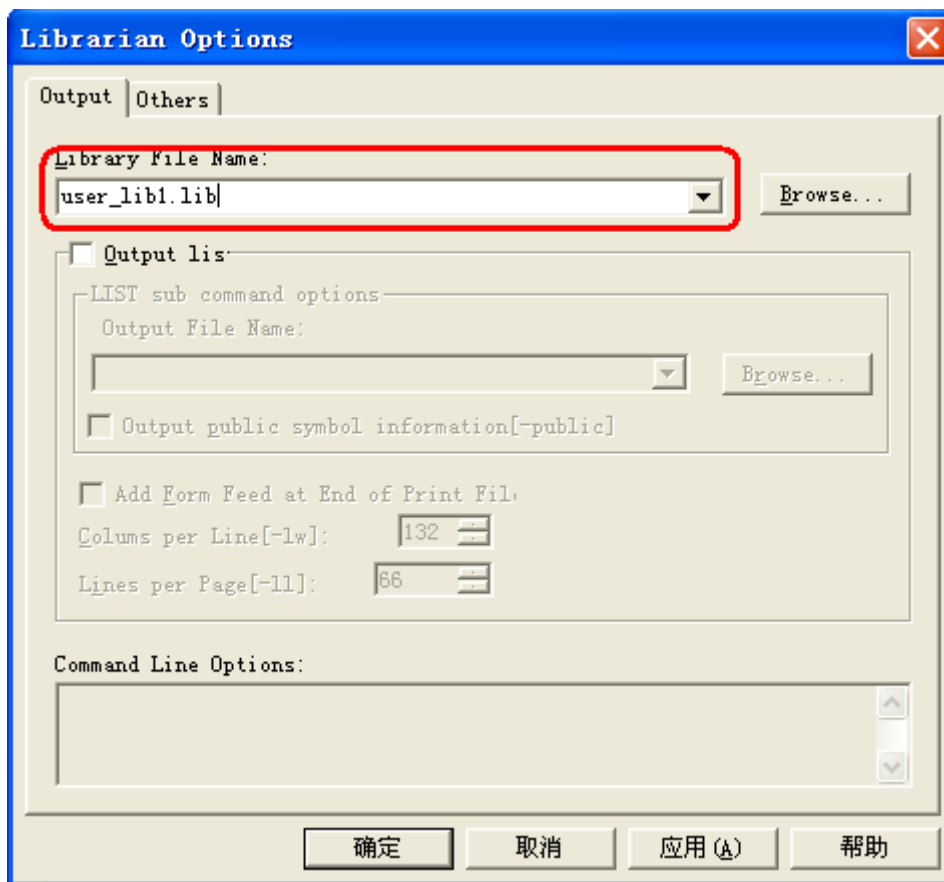 Librarian Options
Output Others
Library File Name:
user_lib1.lib
Browse...
Output lis
LIST sub command options
Output File Name:
Browse...
Output public symbol information[-public]
Add Form Feed at End of Print Fil
Colums per Line[-lw]: 132
Lines per Page[-ll]: 66
Command Line Options:
确定 取消 应用(A) 帮助